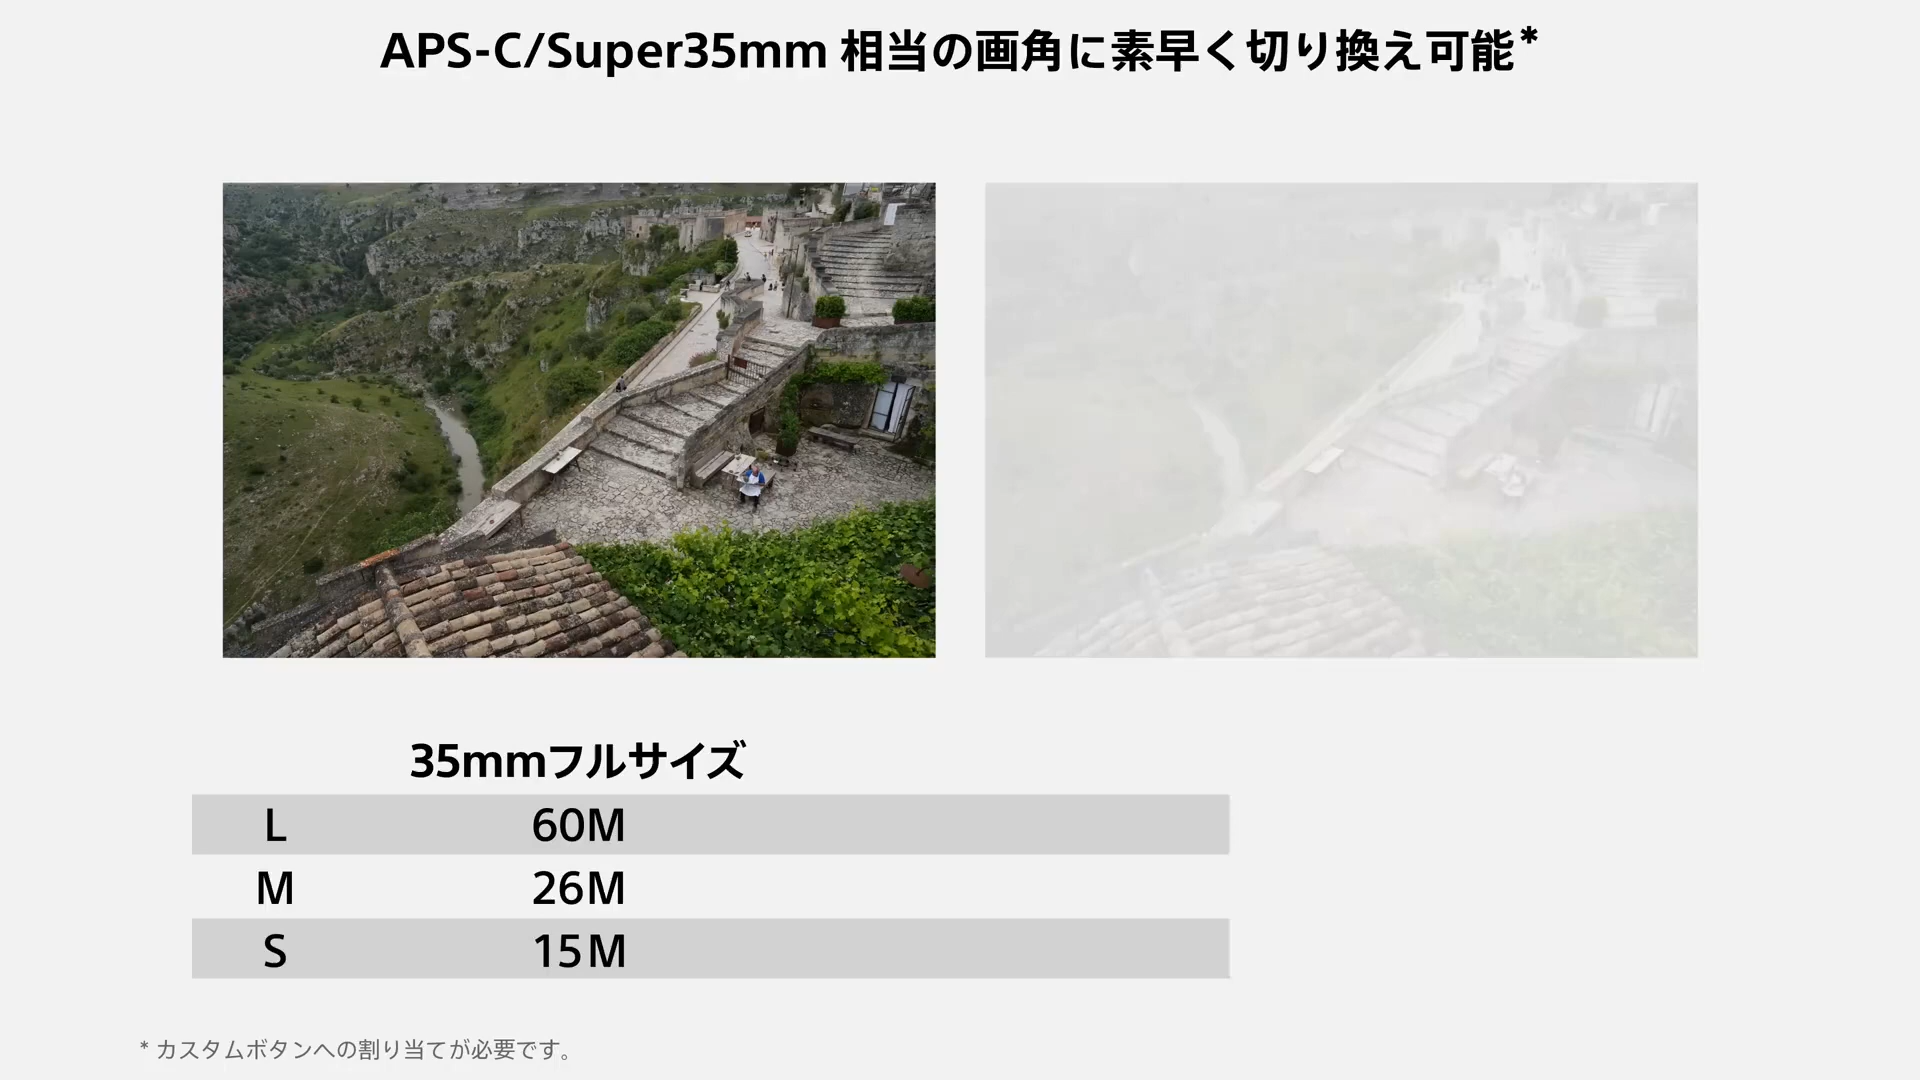 APS-C/Super35mm 相当の画角に素早く切り換え可能*
35mmフルサイズ
L 60M
M 26M
S 15M
* カスタムボタンへの割り当てが必要です。